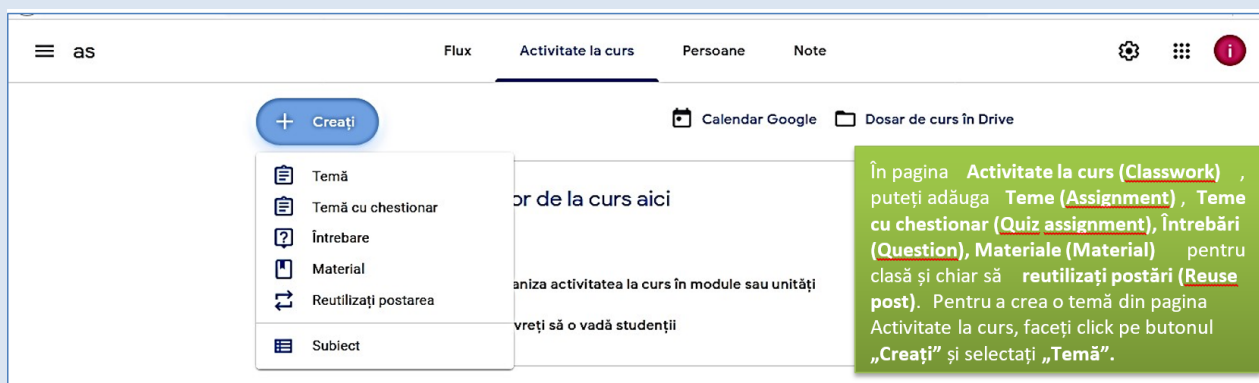 as
Flux Activitate la curs Persoane Note
i
Creați
Calendar Google Dosar de curs în Drive
Temă
Temă cu chestionar
Întrebare
Material
Reutilizați postarea
Subiect
or de la curs aici
aniza activitatea la curs în module sau unități
vreți să o vadă studenții
În pagina Activitate la curs (Classwork) ,
puteți adăuga Teme (Assignment) , Teme
cu chestionar (Quiz assignment), Întrebări
(Question), Materiale (Material) pentru
clasă și chiar să reutilizați postări (Reuse
post). Pentru a crea o temă din pagina
Activitate la curs, faceți click pe butonul
„Creați” și selectați „Temă”.